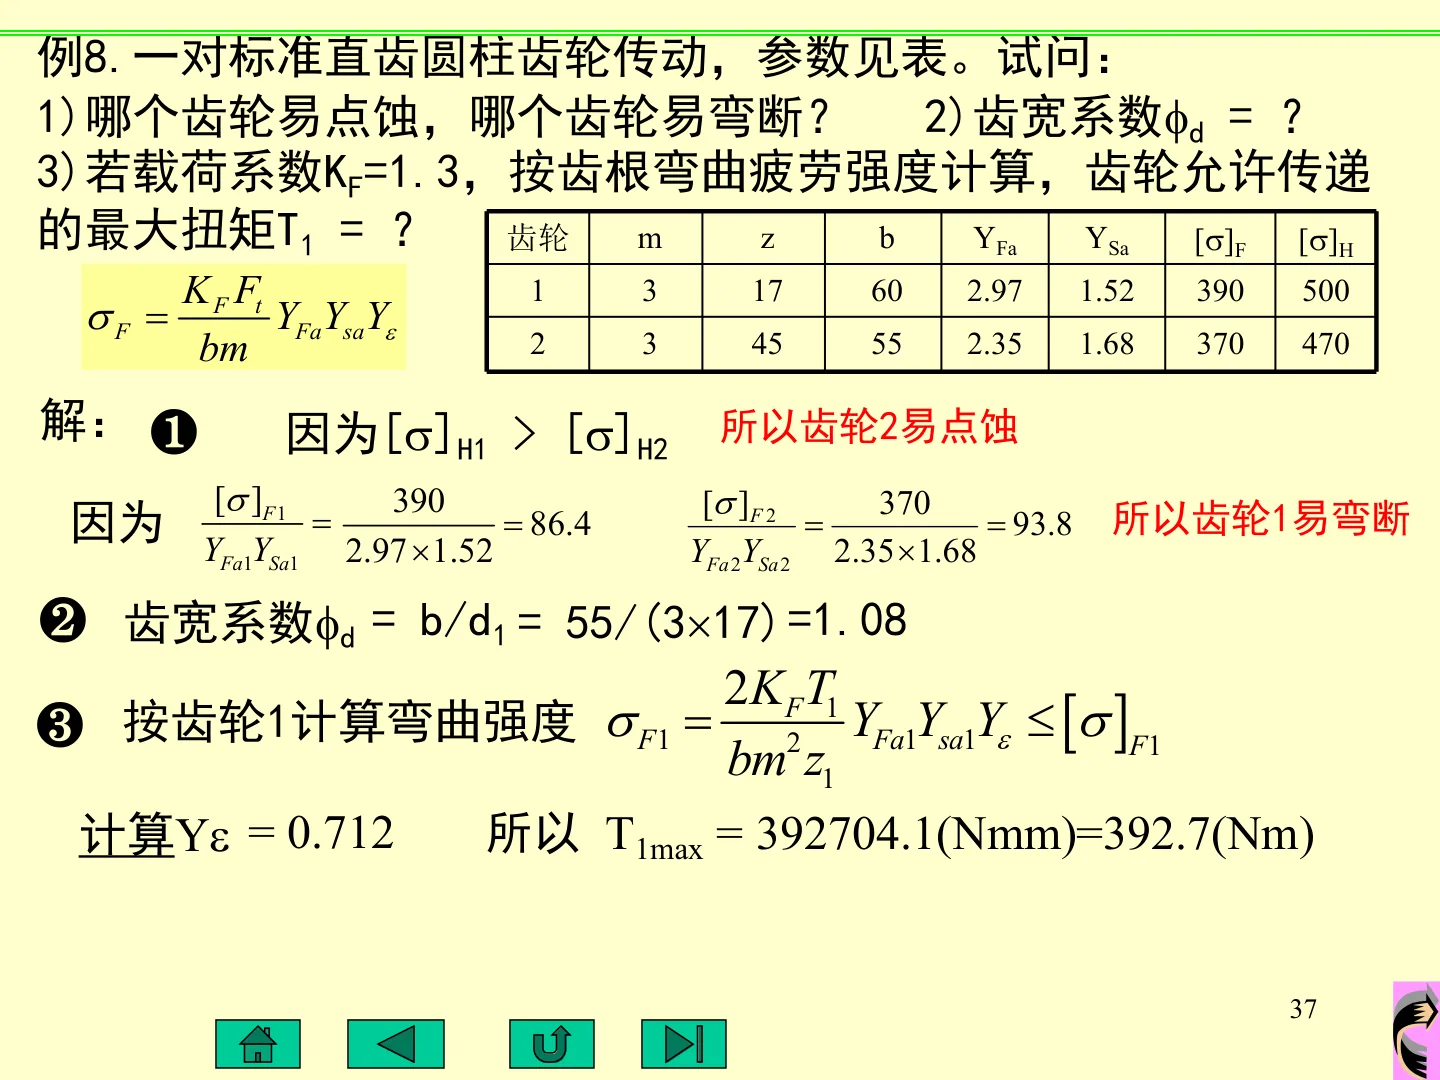 例8.一对标准直齿圆柱齿轮传动，参数见表。试问：
1)哪个齿轮易点蚀，哪个齿轮易弯断？ 2)齿宽系数φd = ？
3)若载荷系数KF=1.3，按齿根弯曲疲劳强度计算，齿轮允许传递
的最大扭矩T1 = ？
σF = KF Ft / bm YFa Ysa Yε
齿轮 m z b YFa YSa [σ]F [σ]H
1 3 17 60 2.97 1.52 390 500
2 3 45 55 2.35 1.68 370 470
解： ❶ 因为[σ]H1 > [σ]H2 所以齿轮2易点蚀
因为 [σ]F1 / YFa1YSa1 = 390 / 2.97×1.52 = 86.4 [σ]F2 / YFa2YSa2 = 370 / 2.35×1.68 = 93.8 所以齿轮1易弯断
❷ 齿宽系数φd = b/d1 = 55/(3×17)=1.08
❸ 按齿轮1计算弯曲强度 σF1 = 2KFT1 / bm²z1 YFa1Ysa1Yε ≤ [σ]F1
计算Yε = 0.712 所以 T1max = 392704.1(Nmm)=392.7(Nm)
37